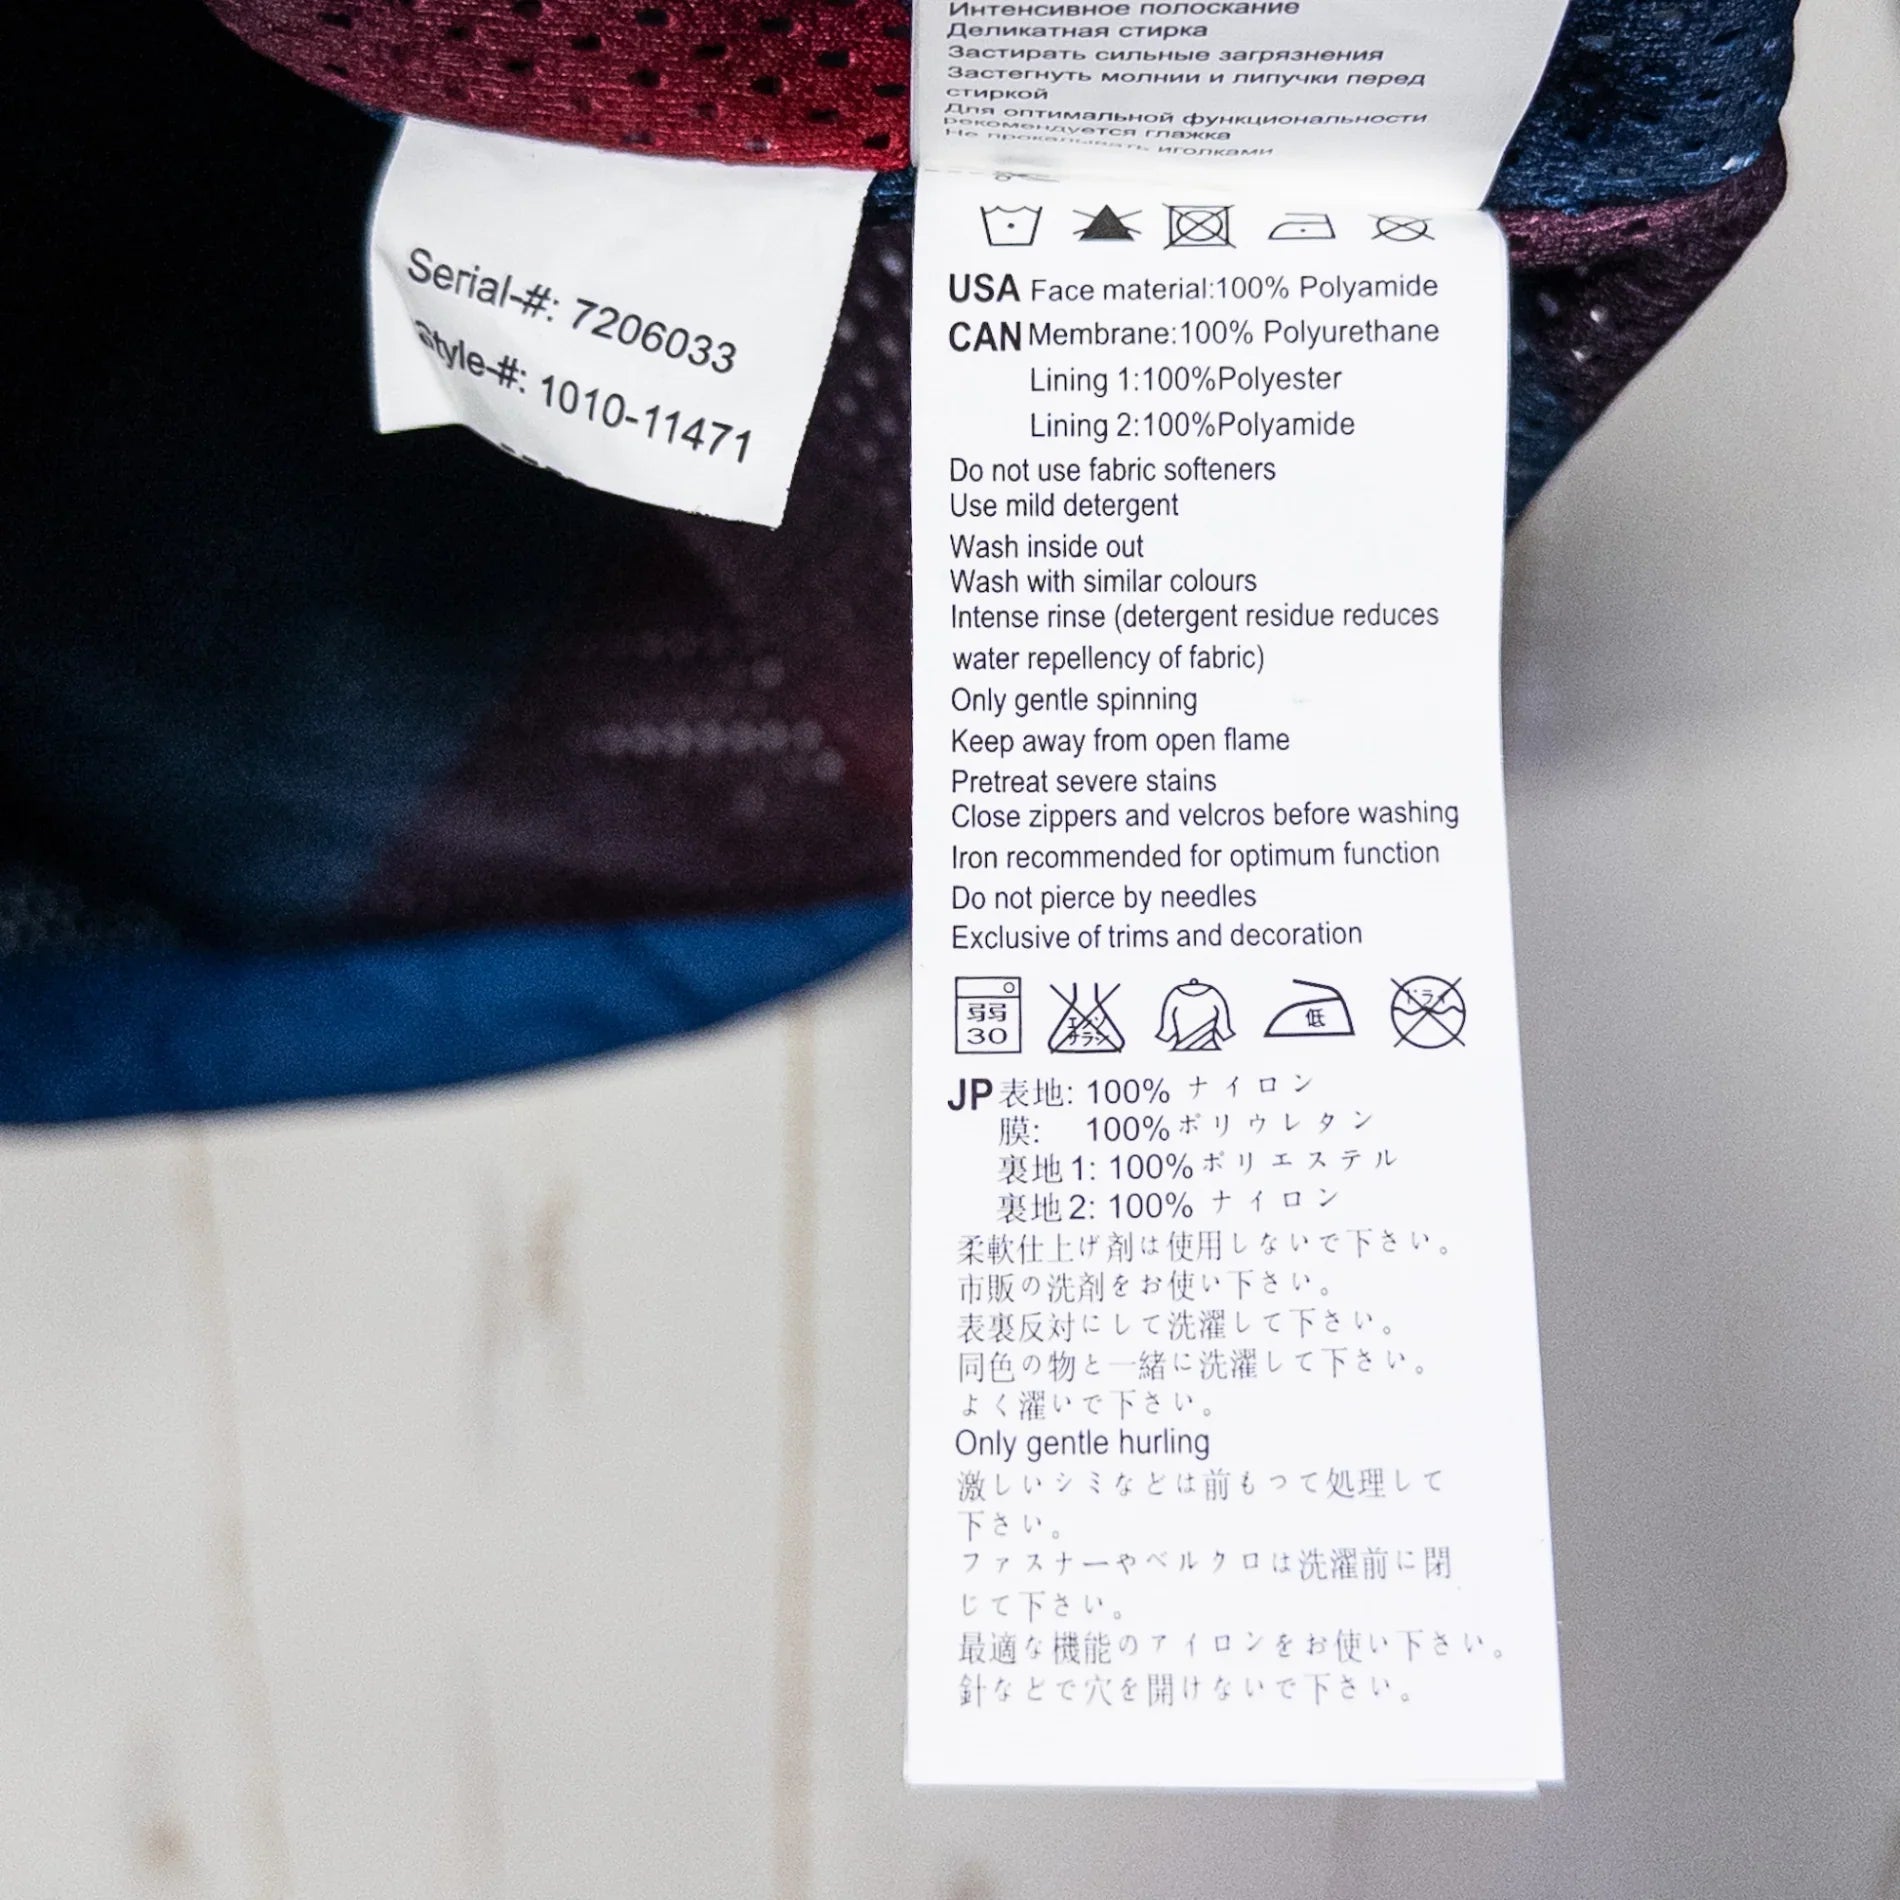 Интенсивное полоскание
Деликатная стирка
Застирать сильные загрязнения
Застегнуть молнии и липучки перед
стиркой
Для оптимальной функциональности
рекомендуется глажка
Не прокалывать иголками
Serial-#: 7206033
Style-#: 1010-11471
USA Face material:100% Polyamide
CAN Membrane:100% Polyurethane
Lining 1:100%Polyester
Lining 2:100%Polyamide
Do not use fabric softeners
Use mild detergent
Wash inside out
Wash with similar colours
Intense rinse (detergent residue reduces
water repellency of fabric)
Only gentle spinning
Keep away from open flame
Pretreat severe stains
Close zippers and velcros before washing
Iron recommended for optimum function
Do not pierce by needles
Exclusive of trims and decoration
弱弱 エンソ 低 ドライ
30 サラシ
JP 表地: 100% ナイロン
膜: 100% ポリウレタン
裏地 1: 100% ポリエステル
裏地 2: 100% ナイロン
柔軟仕上げ剤は使用しないで下さい。
市販の洗剤をお使い下さい。
表裏反対にして洗濯して下さい。
同色の物と一緒に洗濯して下さい。
よく濯いで下さい。
Only gentle hurling
激しいシミなどは前もって処理して
下さい。
ファスナーやベルクロは洗濯前に閉
じて下さい。
最適な機能のアイロンをお使い下さい。
針などで穴を開けないで下さい。